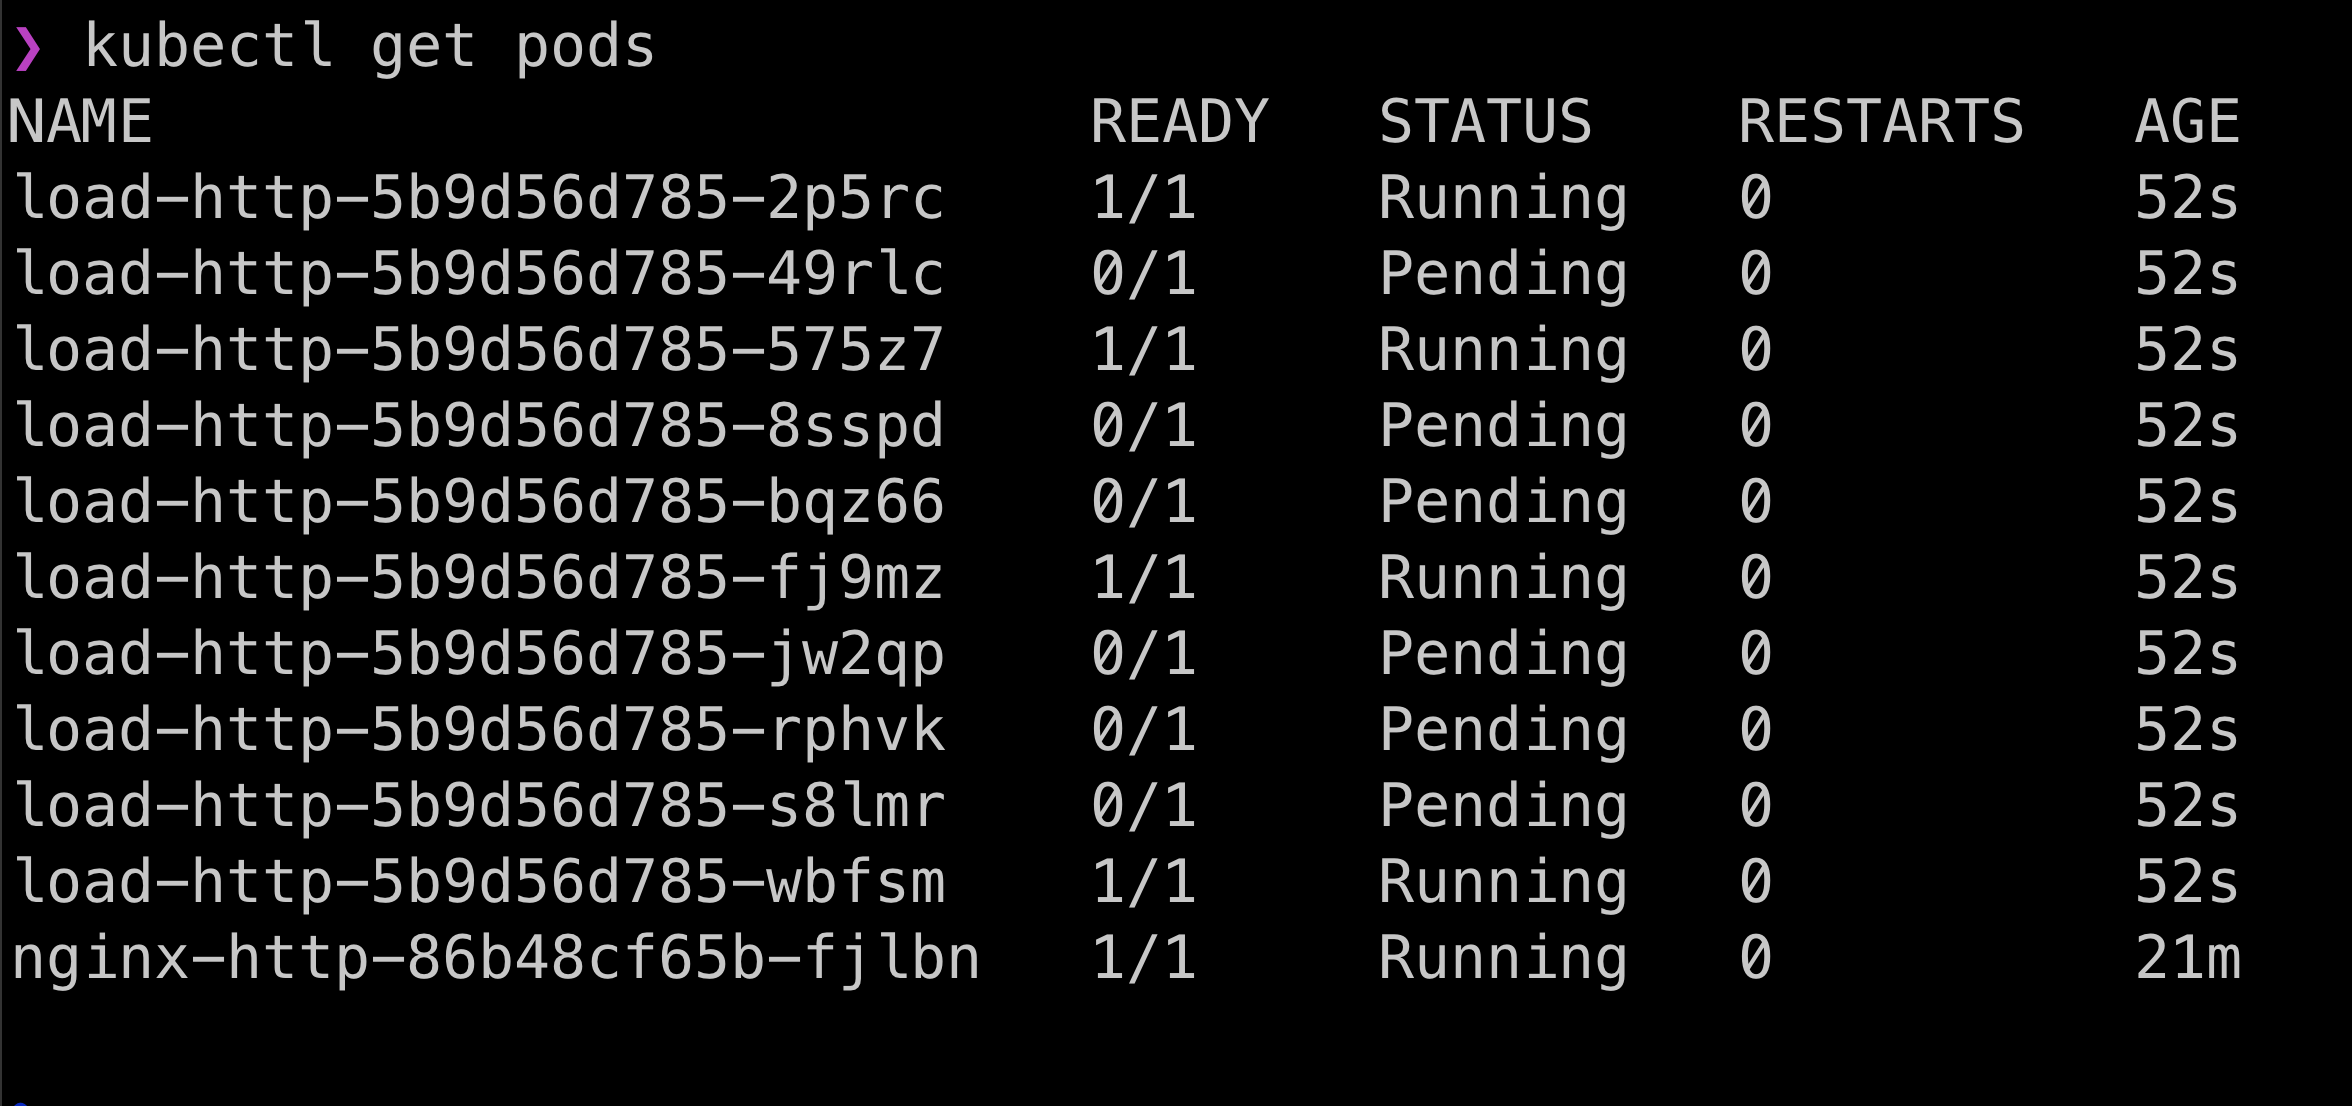 ❯ kubectl get pods
NAME                          READY   STATUS    RESTARTS   AGE
load-http-5b9d56d785-2p5rc    1/1     Running   0          52s
load-http-5b9d56d785-49rlc    0/1     Pending   0          52s
load-http-5b9d56d785-575z7    1/1     Running   0          52s
load-http-5b9d56d785-8sspd    0/1     Pending   0          52s
load-http-5b9d56d785-bqz66    0/1     Pending   0          52s
load-http-5b9d56d785-fj9mz    1/1     Running   0          52s
load-http-5b9d56d785-jw2qp    0/1     Pending   0          52s
load-http-5b9d56d785-rphvk    0/1     Pending   0          52s
load-http-5b9d56d785-s8lmr    0/1     Pending   0          52s
load-http-5b9d56d785-wbfsm    1/1     Running   0          52s
nginx-http-86b48cf65b-fjlbn   1/1     Running   0          21m